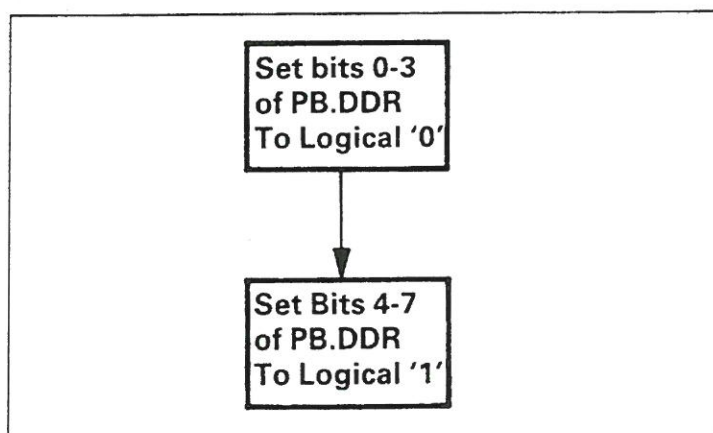 Set bits 0-3
of PB.DDR
To Logical '0'
Set Bits 4-7
of PB.DDR
To Logical '1'